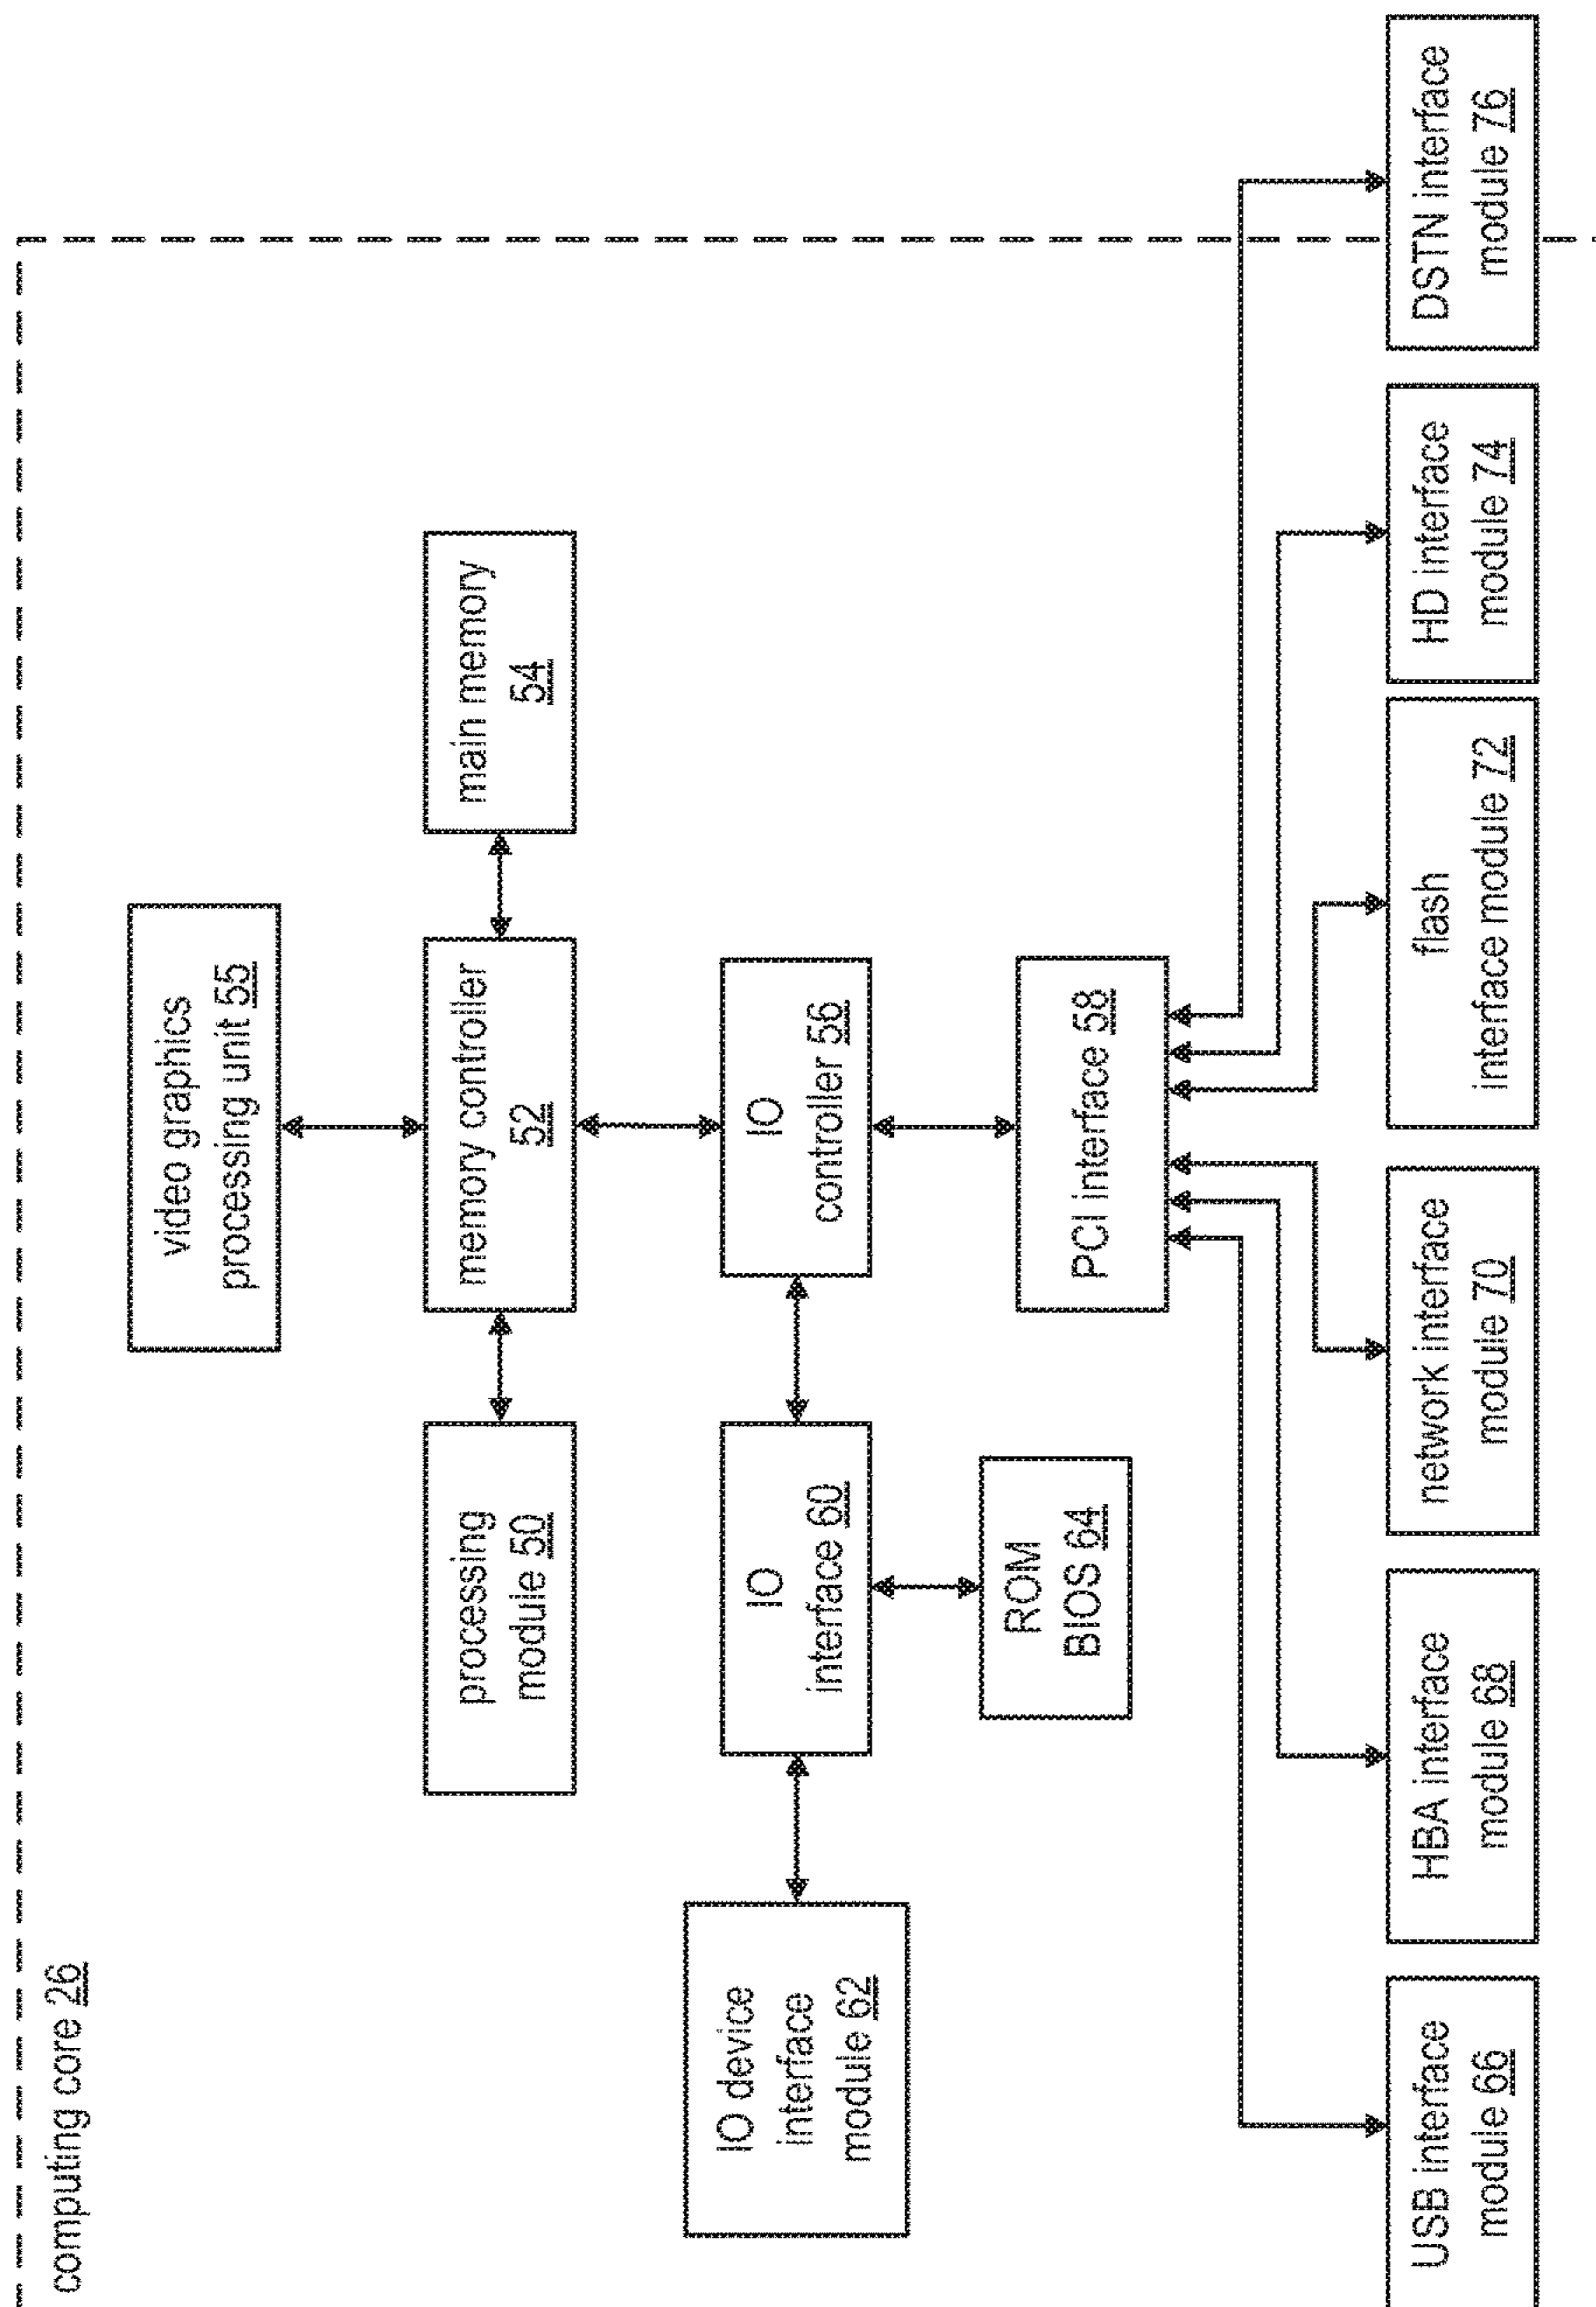 computing core 26
video graphics
processing unit 55
processing
module 50
memory controller
52
main memory
54
IO device
interface
module 62
IO
interface 60
IO
controller 56
ROM
BIOS 64
PCI interface 58
USB interface
module 66
HBA interface
module 68
network interface
module 70
flash
interface module 72
HD interface
module 74
DSTN interface
module 76